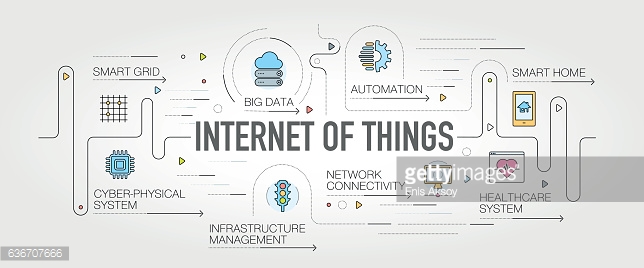 SMART GRID
BIG DATA
AUTOMATION
SMART HOME
INTERNET OF THINGS
CYBER-PHYSICAL
SYSTEM
INFRASTRUCTURE
MANAGEMENT
NETWORK
CONNECTIVITY
gettyimages
Enis Aksoy
HEALTHCARE
SYSTEM
636707666